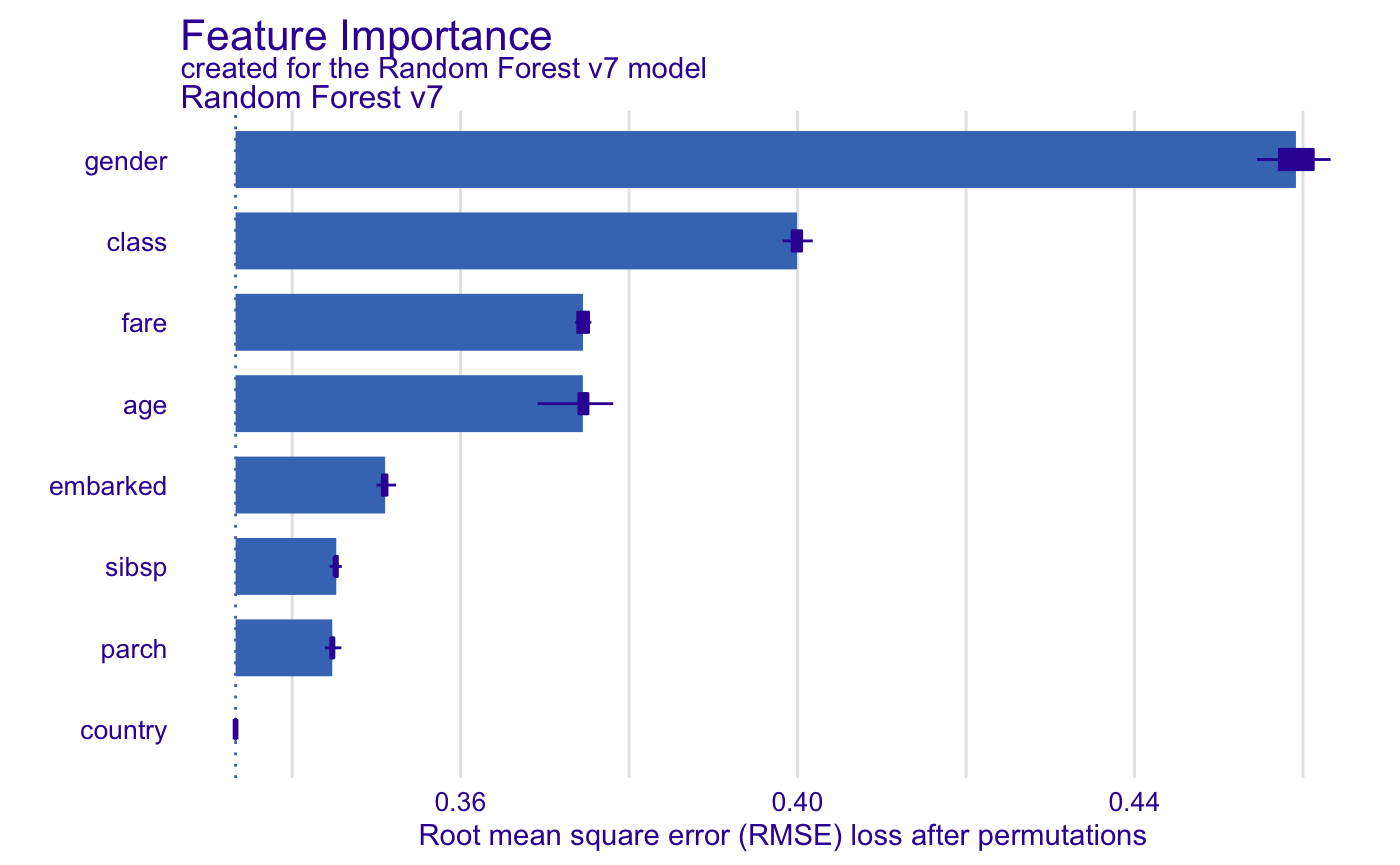 Feature Importance
created for the Random Forest v7 model
Random Forest v7
gender
class
fare
age
embarked
sibsp
parch
country
0.36 0.40 0.44
Root mean square error (RMSE) loss after permutations